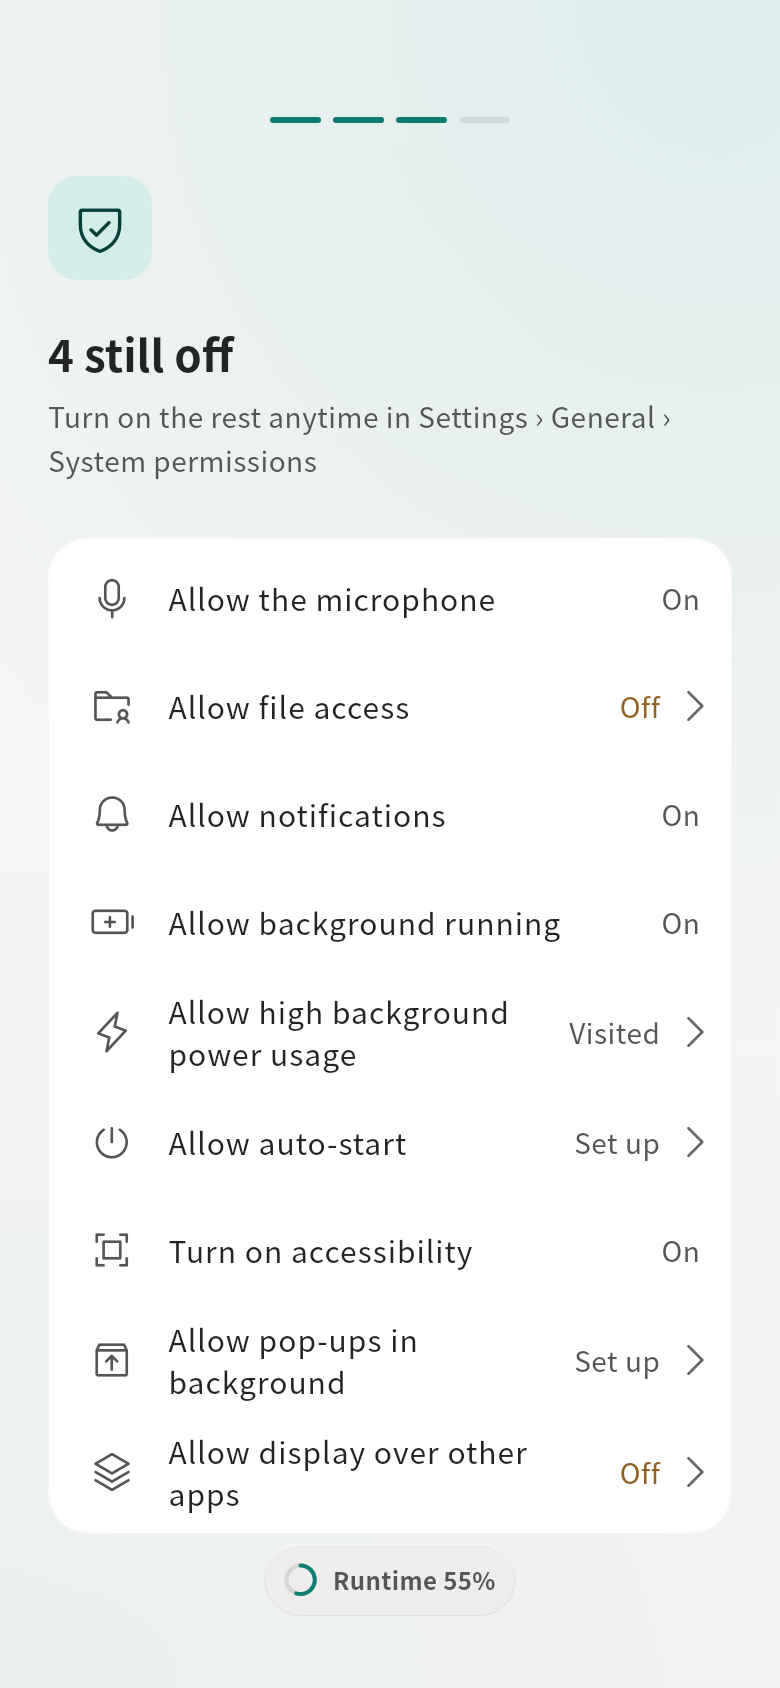 4 still off
Turn on the rest anytime in Settings › General ›
System permissions
Allow the microphone
On
Allow file access
Off
Allow notifications
On
Allow background running
On
Allow high background
power usage
Visited
Allow auto-start
Set up
Turn on accessibility
On
Allow pop-ups in
background
Set up
Allow display over other
apps
Off
Runtime 55%